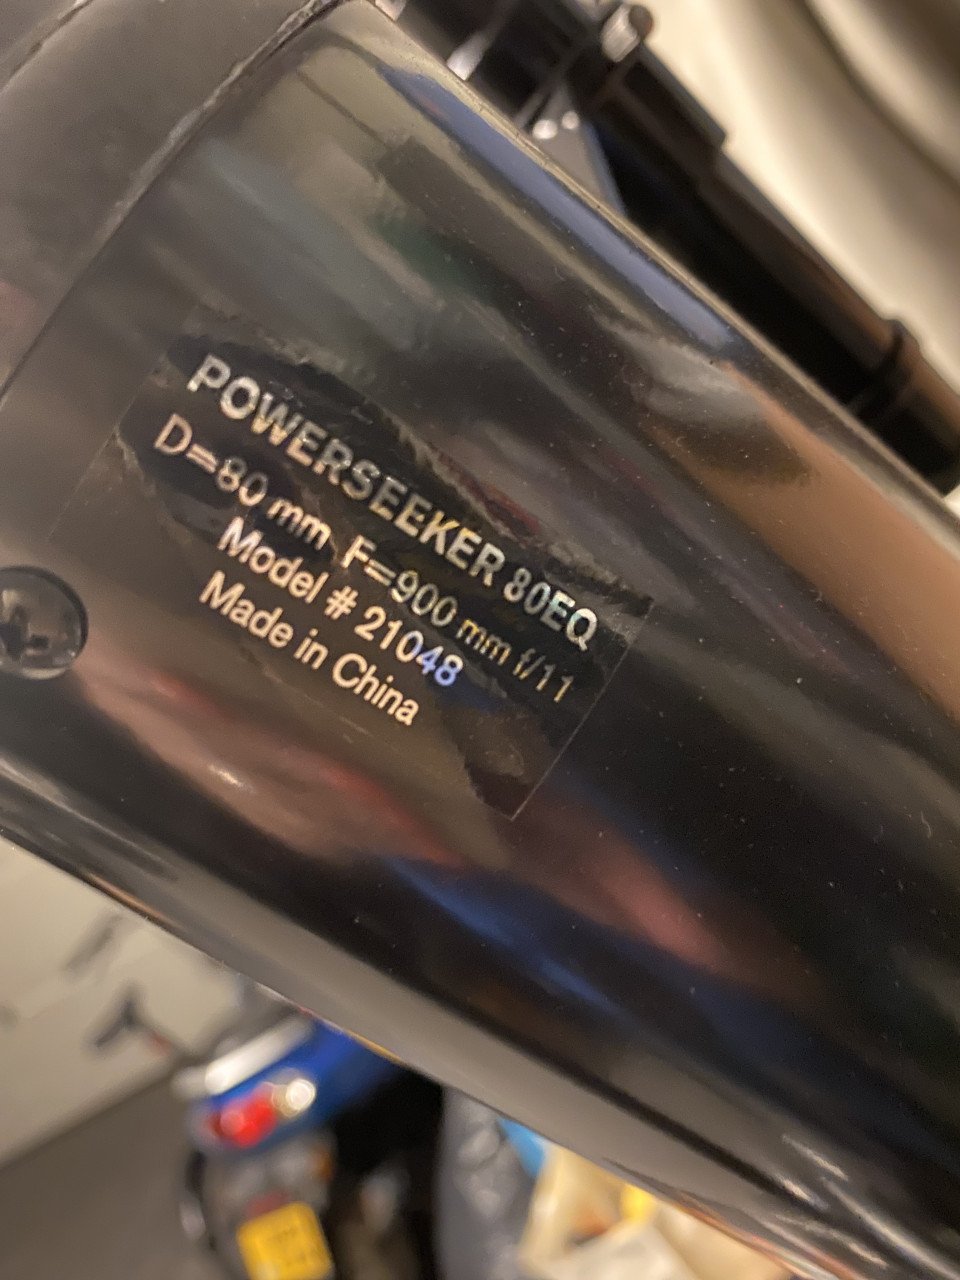 POWERSEEKER 80EQ
D=80 mm F=900 mm f/11
Model # 21048
Made in China